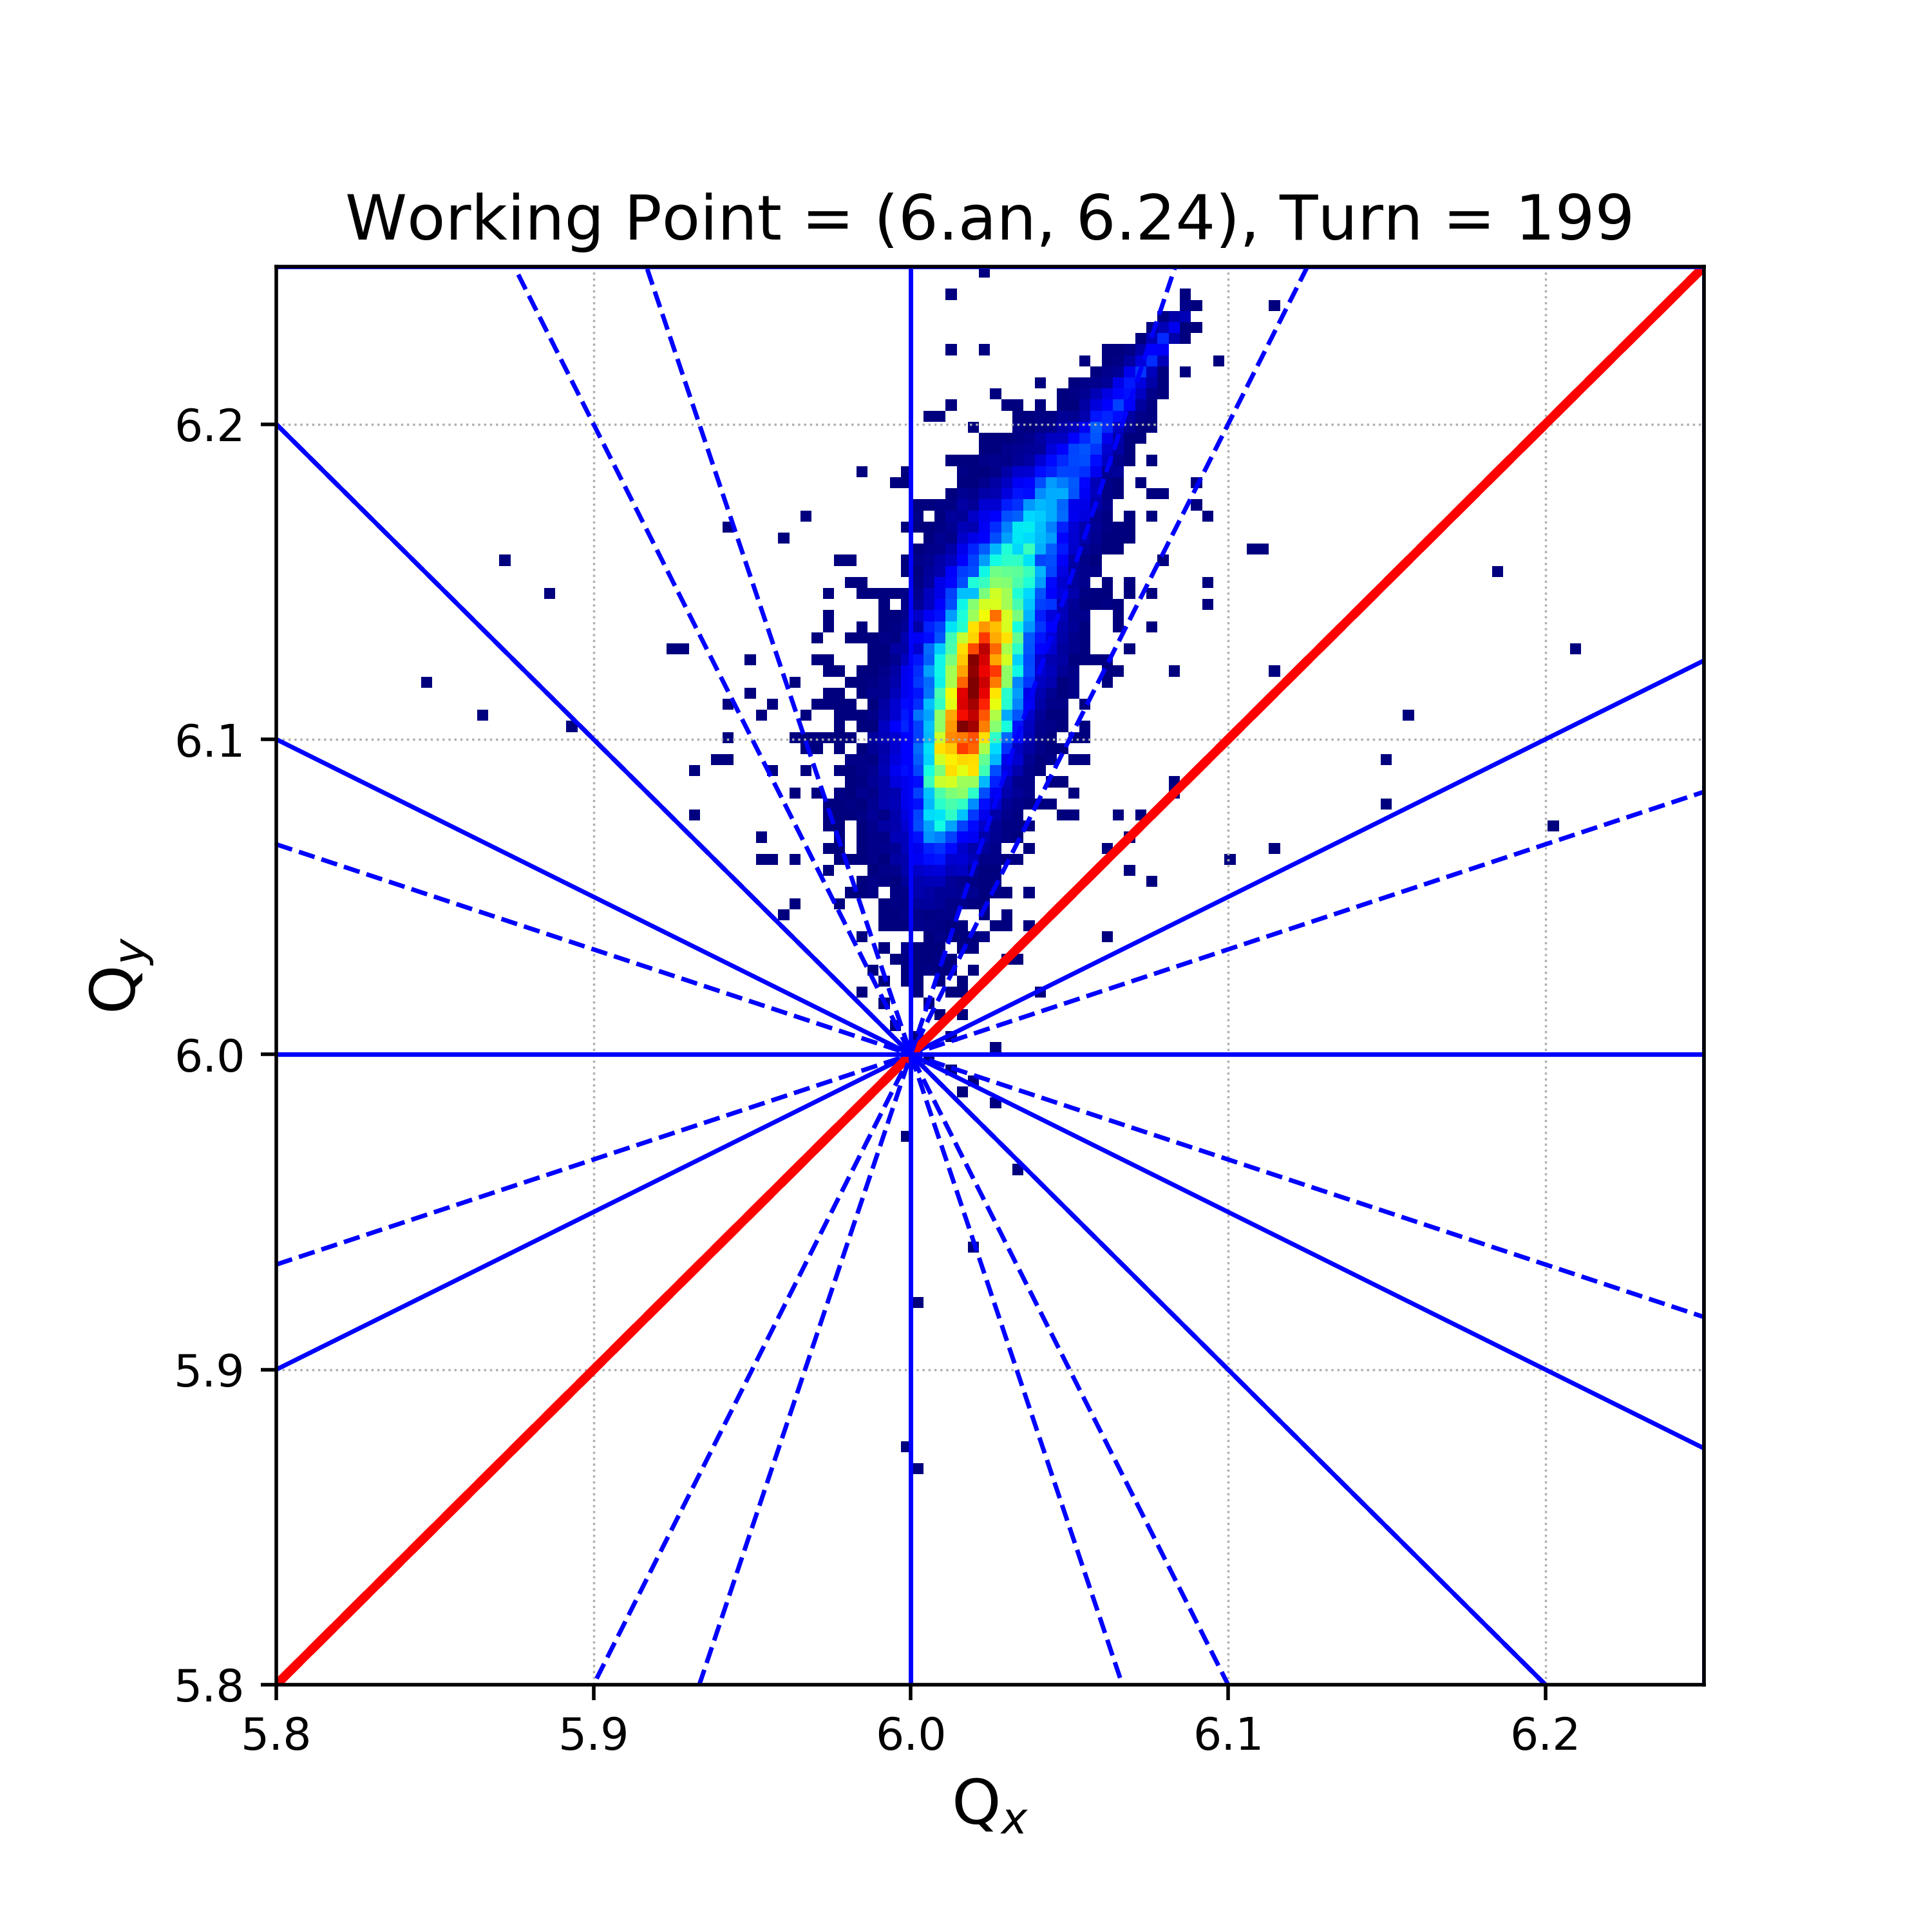 Working Point = (6.an, 6.24), Turn = 199
6.2
6.1
6.0
5.9
5.8
Qy
5.8 5.9 6.0 6.1 6.2
Qx